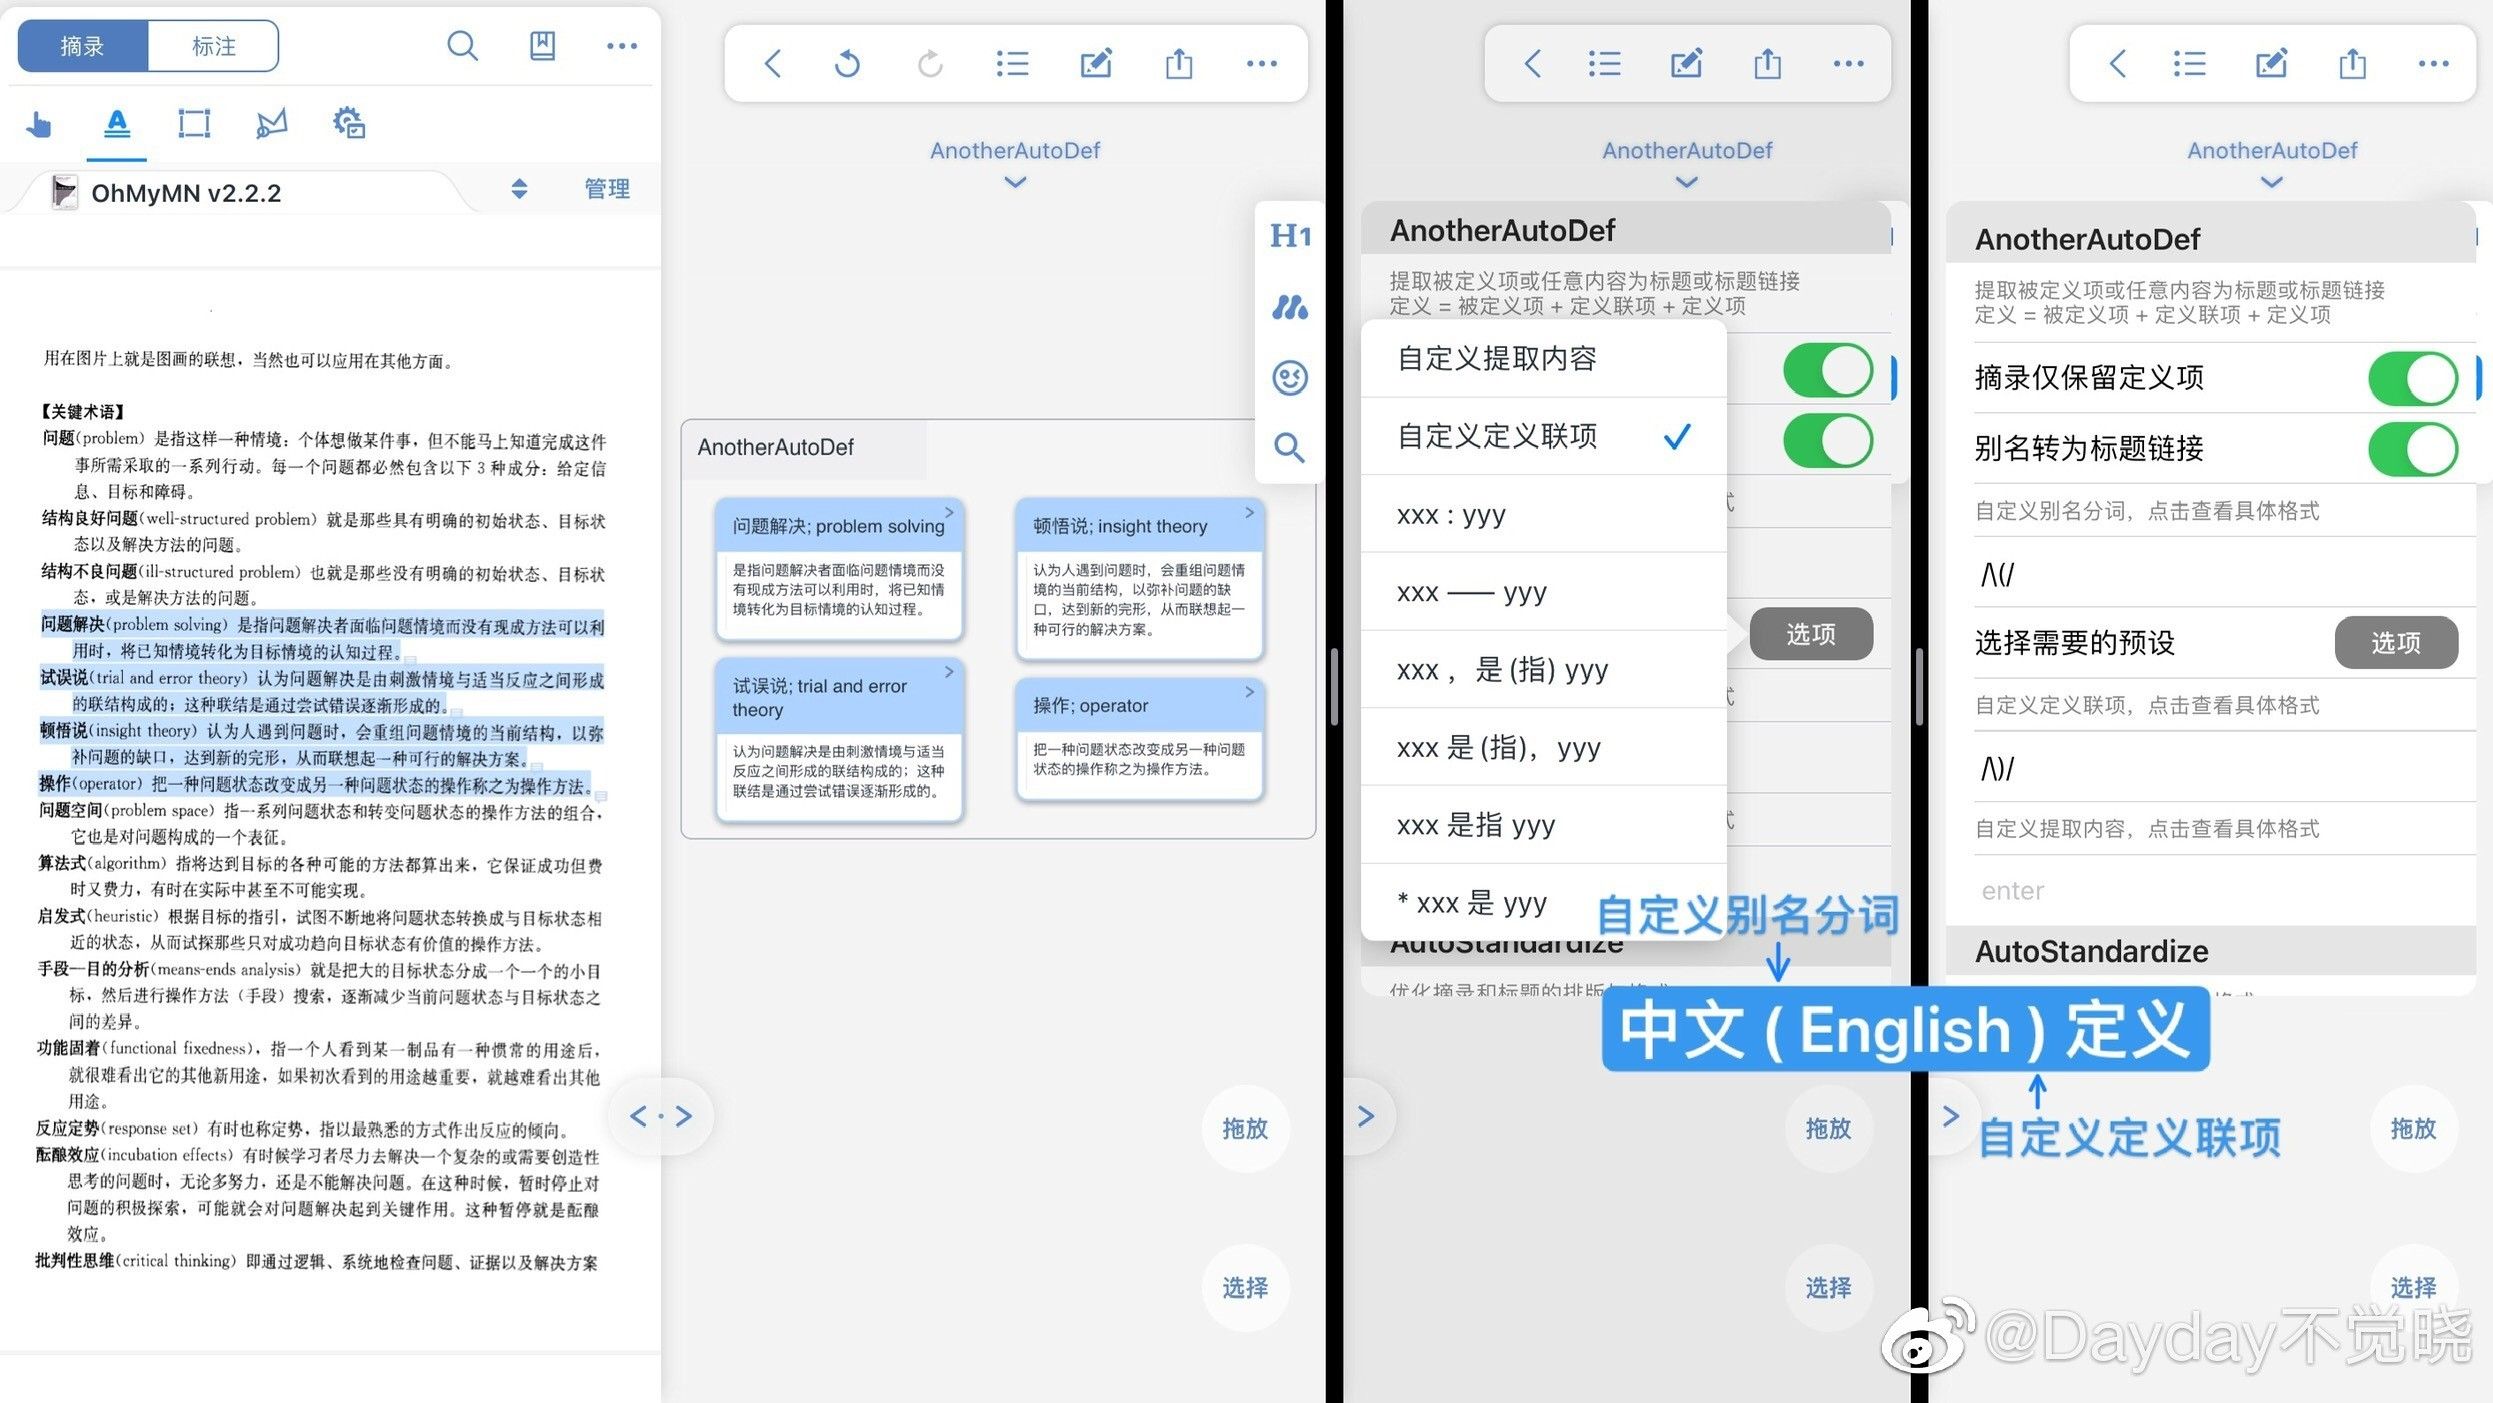 摘录
标注
OhMyMN v2.2.2
管理
用在图片上就是图画的联想，当然也可以应用在其他方面。
【关键术语】
问题(problem) 是指这样一种情境：个体想做某件事，但不能马上知道完成这件
事所需采取的一系列行动。每一个问题都必然包含以下 3 种成分：给定信
息、目标和障碍。
结构良好问题(well-structured problem) 就是那些具有明确的初始状态、目标状
态以及解决方法的问题。
结构不良问题(ill-structured problem) 也就是那些没有明确的初始状态、目标状
态，或是解决方法的问题。
问题解决(problem solving) 是指问题解决者面临问题情境而没有现成方法可以利
用时，将已知情境转化为目标情境的认知过程。
试误说(trial and error theory) 认为问题解决是由刺激情境与适当反应之间形成
的联结构成的；这种联结是通过尝试错误逐渐形成的。
顿悟说(insight theory) 认为人遇到问题时，会重组问题情境的当前结构，以弥
补问题的缺口，达到新的完形，从而联想起一种可行的解决方案。
操作(operator) 把一种问题状态改变成另一种问题状态的操作称之为操作方法。
问题空间(problem space) 指一系列问题状态和转变问题状态的操作方法的组合，
它也是对问题构成的一个表征。
算法式(algorithm) 指将达到目标的各种可能的方法都算出来，它保证成功但费
时又费力，有时在实际中甚至不可能实现。
启发式(heuristic) 根据目标的指引，试图不断地将问题状态转换成与目标状态相
近的状态，从而试探那些只对成功趋向目标状态有价值的操作方法。
手段—目的分析(means-ends analysis) 就是把大的目标状态分成一个一个的小目
标，然后进行操作方法（手段）搜索，逐渐减少当前问题状态与目标状态之
间的差异。
功能固着(functional fixedness)，指一个人看到某一制品有一种惯常的用途后，
就很难看出它的其他新用途，如果初次看到的用途越重要，就越难看出其他
用途。
反应定势(response set) 有时也称定势，指以最熟悉的方式作出反应的倾向。
酝酿效应(incubation effects) 有时候学习者尽力去解决一个复杂的或需要创造性
思考的问题时，无论多努力，还是不能解决问题。在这种时候，暂时停止对
问题的积极探索，可能就会对问题解决起到关键作用。这种暂停就是酝酿
效应。
批判性思维(critical thinking) 即通过逻辑、系统地检查问题、证据以及解决方案
AnotherAutoDef
H1
AnotherAutoDef
问题解决; problem solving
是指问题解决者面临问题情境而没
有现成方法可以利用时，将已知情
境转化为目标情境的认知过程。
试误说; trial and error
theory
认为问题解决是由刺激情境与适当
反应之间形成的联结构成的；这种
联结是通过尝试错误逐渐形成的。
顿悟说; insight theory
认为人遇到问题时，会重组问题情
境的当前结构，以弥补问题的缺
口，达到新的完形，从而联想起一
种可行的解决方案。
操作; operator
把一种问题状态改变成另一种问题
状态的操作称之为操作方法。
拖放
选择
AnotherAutoDef
AnotherAutoDef
提取被定义项或任意内容为标题或标题链接
定义 = 被定义项 + 定义联项 + 定义项
自定义提取内容
自定义定义联项
xxx : yyy
xxx —— yyy
xxx ，是 (指) yyy
xxx 是 (指)，yyy
xxx 是指 yyy
* xxx 是 yyy
选项
AutoStandardize
优化摘录和标题的排版与格式
自定义别名分词
中文 ( English ) 定义
自定义定义联项
拖放
选择
AnotherAutoDef
AnotherAutoDef
提取被定义项或任意内容为标题或标题链接
定义 = 被定义项 + 定义联项 + 定义项
摘录仅保留定义项
别名转为标题链接
自定义别名分词，点击查看具体格式
/\(/
选择需要的预设
选项
自定义定义联项，点击查看具体格式
/\)/
自定义提取内容，点击查看具体格式
enter
AutoStandardize
拖放
选择
@Dayday不觉晓